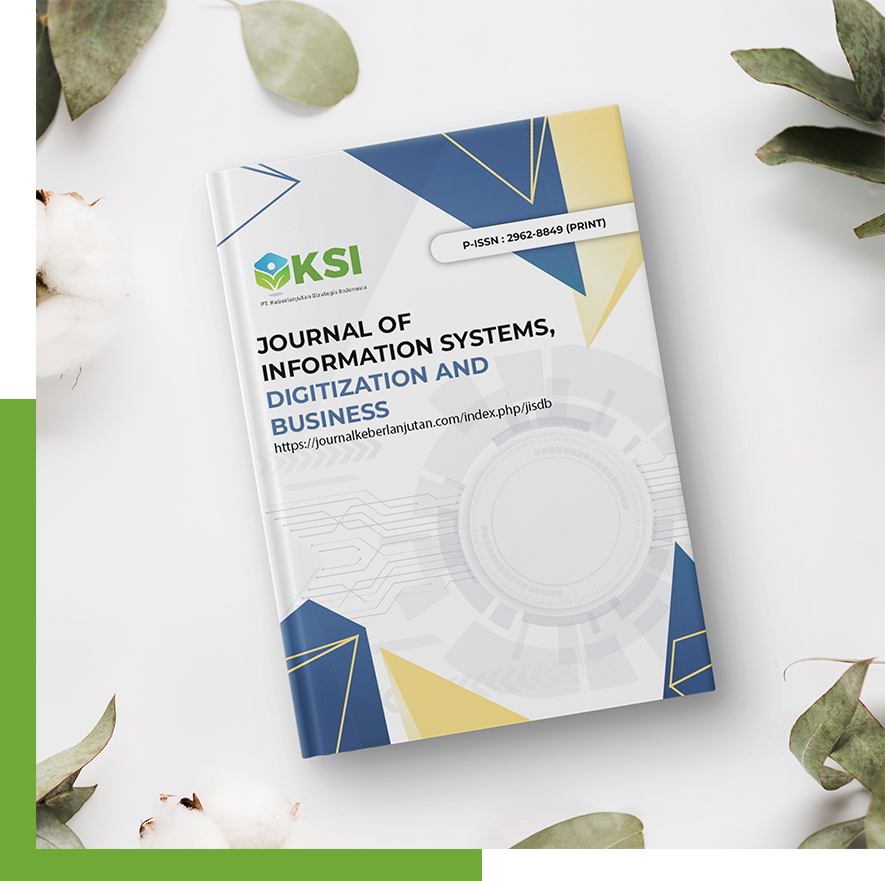 P-ISSN : 2962-8849 (PRINT)
KSI
PT. Keberlanjutan Strategis Indonesia
JOURNAL OF
INFORMATION SYSTEMS,
DIGITIZATION AND
BUSINESS
https://journalkeberlanjutan.com/index.php/jisdb